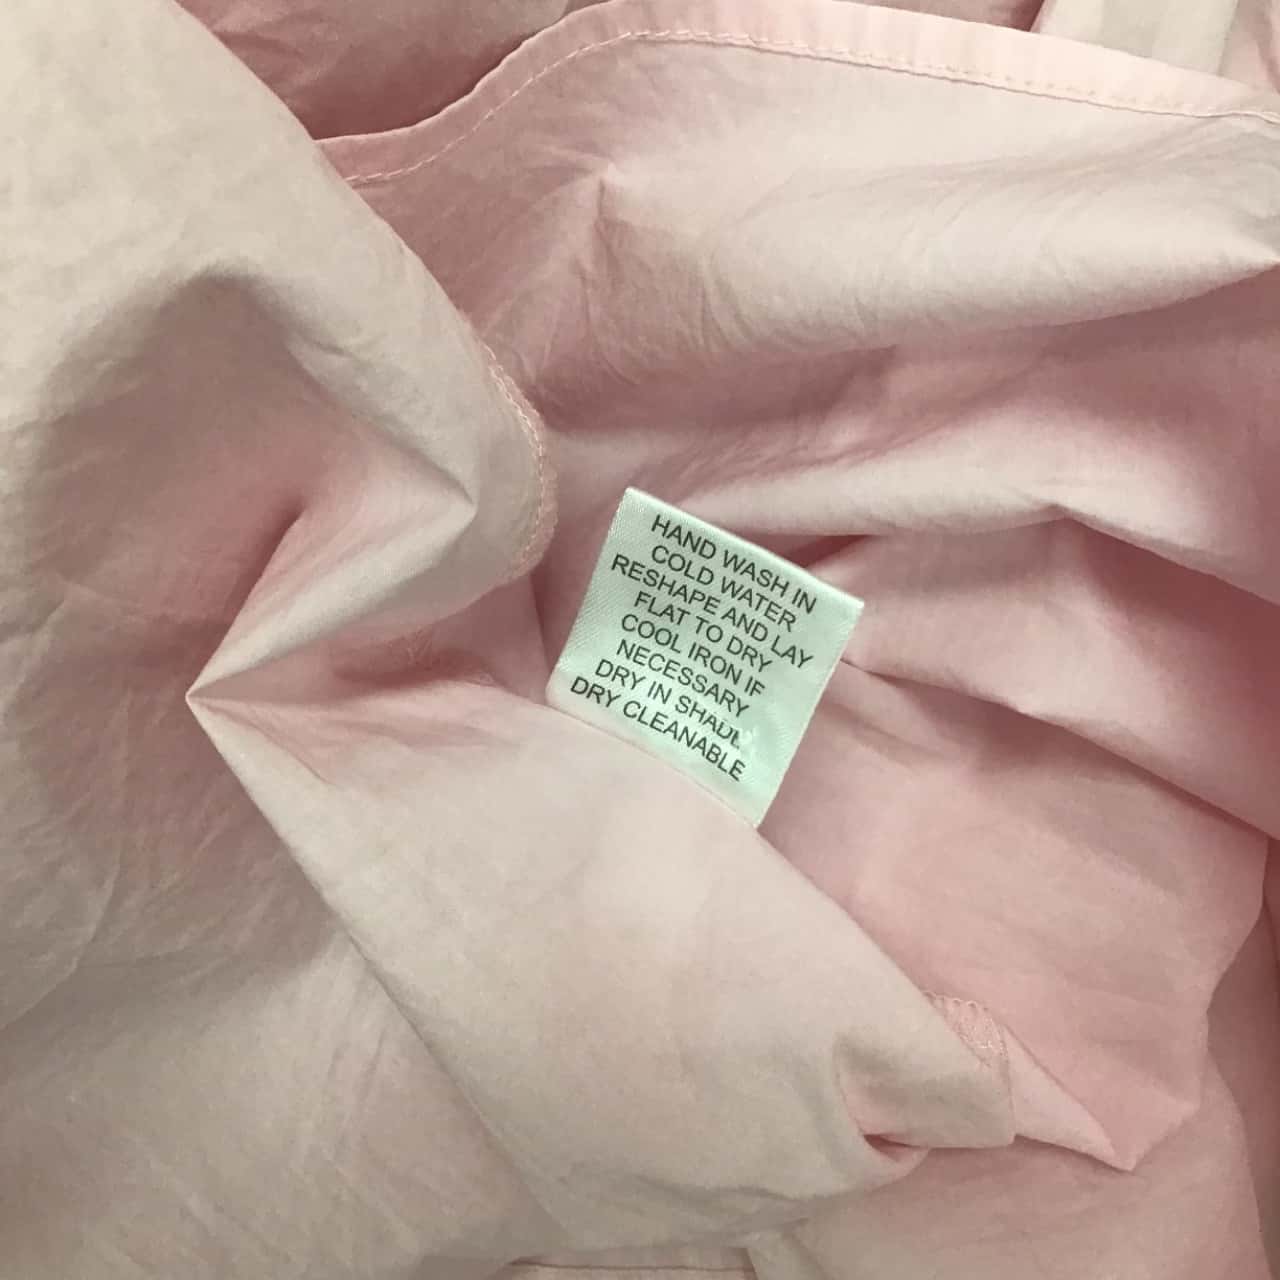 HAND WASH IN
COLD WATER
RESHAPE AND LAY
FLAT TO DRY
COOL IRON IF
NECESSARY
DRY IN SHADE
DRY CLEANABLE